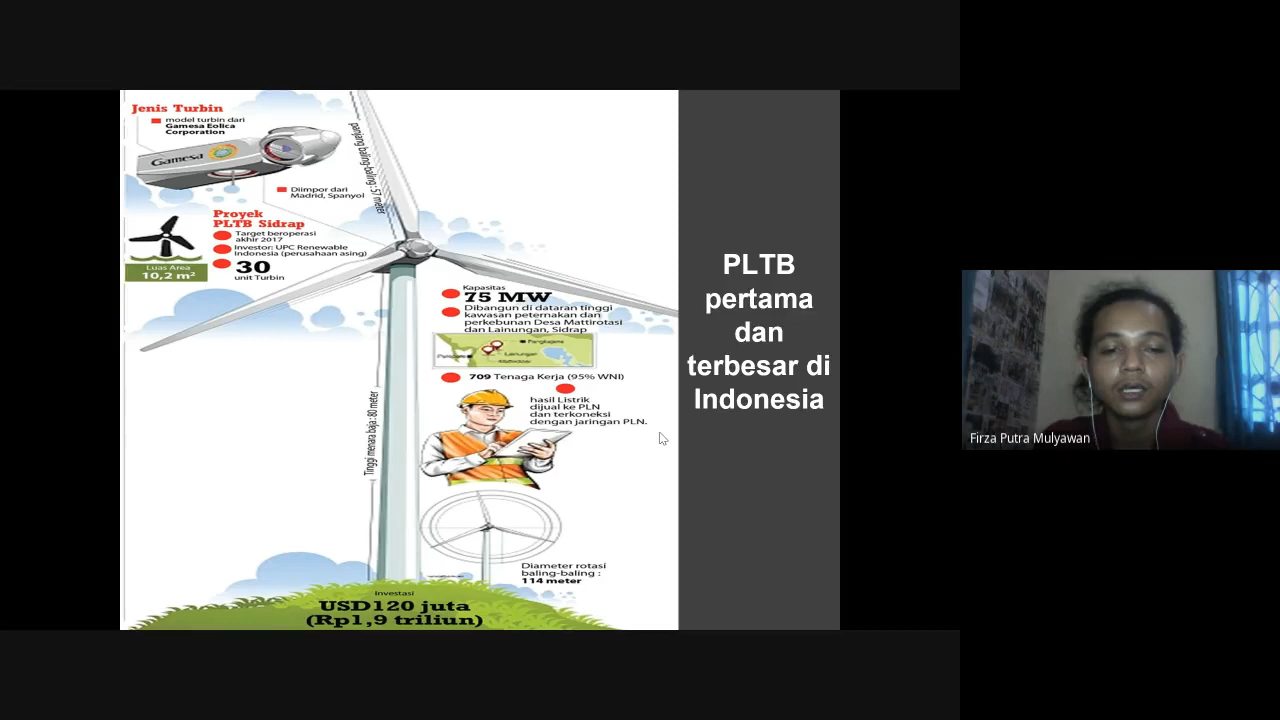 Jenis Turbin
model turbin dari
Gamesa Eolica
Corporation
Gamesa
Diimpor dari
Madrid, Spanyol
panjang baling-baling : 57 meter
Proyek
PLTB Sidrap
Target beroperasi
akhir 2017
Investor: UPC Renewable
Indonesia (perusahaan asing)
30
unit Turbin
Luas Area
10,2 m²
Kapasitas
75 MW
Dibangun di dataran tinggi
kawasan peternakan dan
perkebunan Desa Mattirotasi
dan Lainungan, Sidrap
Pangkajene
Lainungan
709 Tenaga Kerja (95% WNI)
hasil Listrik
dijual ke PLN
dan terkoneksi
dengan jaringan PLN.
Tinggi menara baja : 80 meter
Diameter rotasi
baling-baling :
114 meter
Investasi
USD120 juta
(Rp1,9 triliun)
PLTB
pertama
dan
terbesar di
Indonesia
Firza Putra Mulyawan